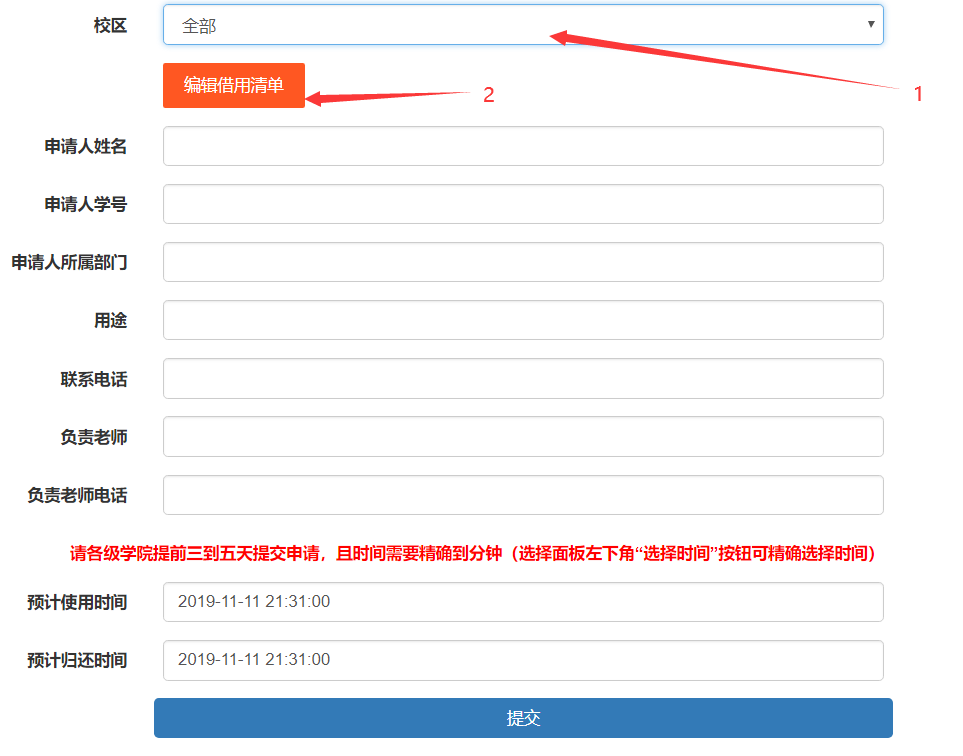 校区 全部
1
编辑借用清单
2
申请人姓名
申请人学号
申请人所属部门
用途
联系电话
负责老师
负责老师电话
请各级学院提前三到五天提交申请，且时间需要精确到分钟（选择面板左下角“选择时间”按钮可精确选择时间）
预计使用时间 2019-11-11 21:31:00
预计归还时间 2019-11-11 21:31:00
提交